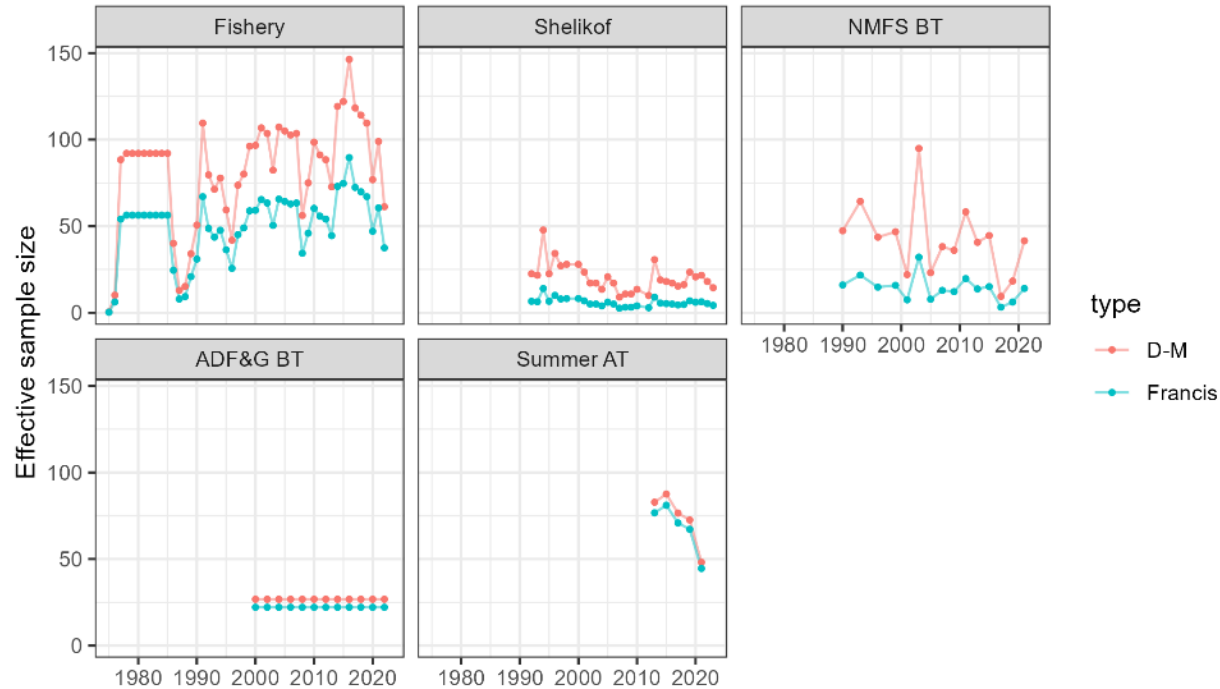 Fishery Shelikof NMFS BT
150
100
50
0
1980 1990 2000 2010 2020
ADF&G BT Summer AT
150
100
50
0
1980 1990 2000 2010 2020 1980 1990 2000 2010 2020
Effective sample size
type
D-M
Francis